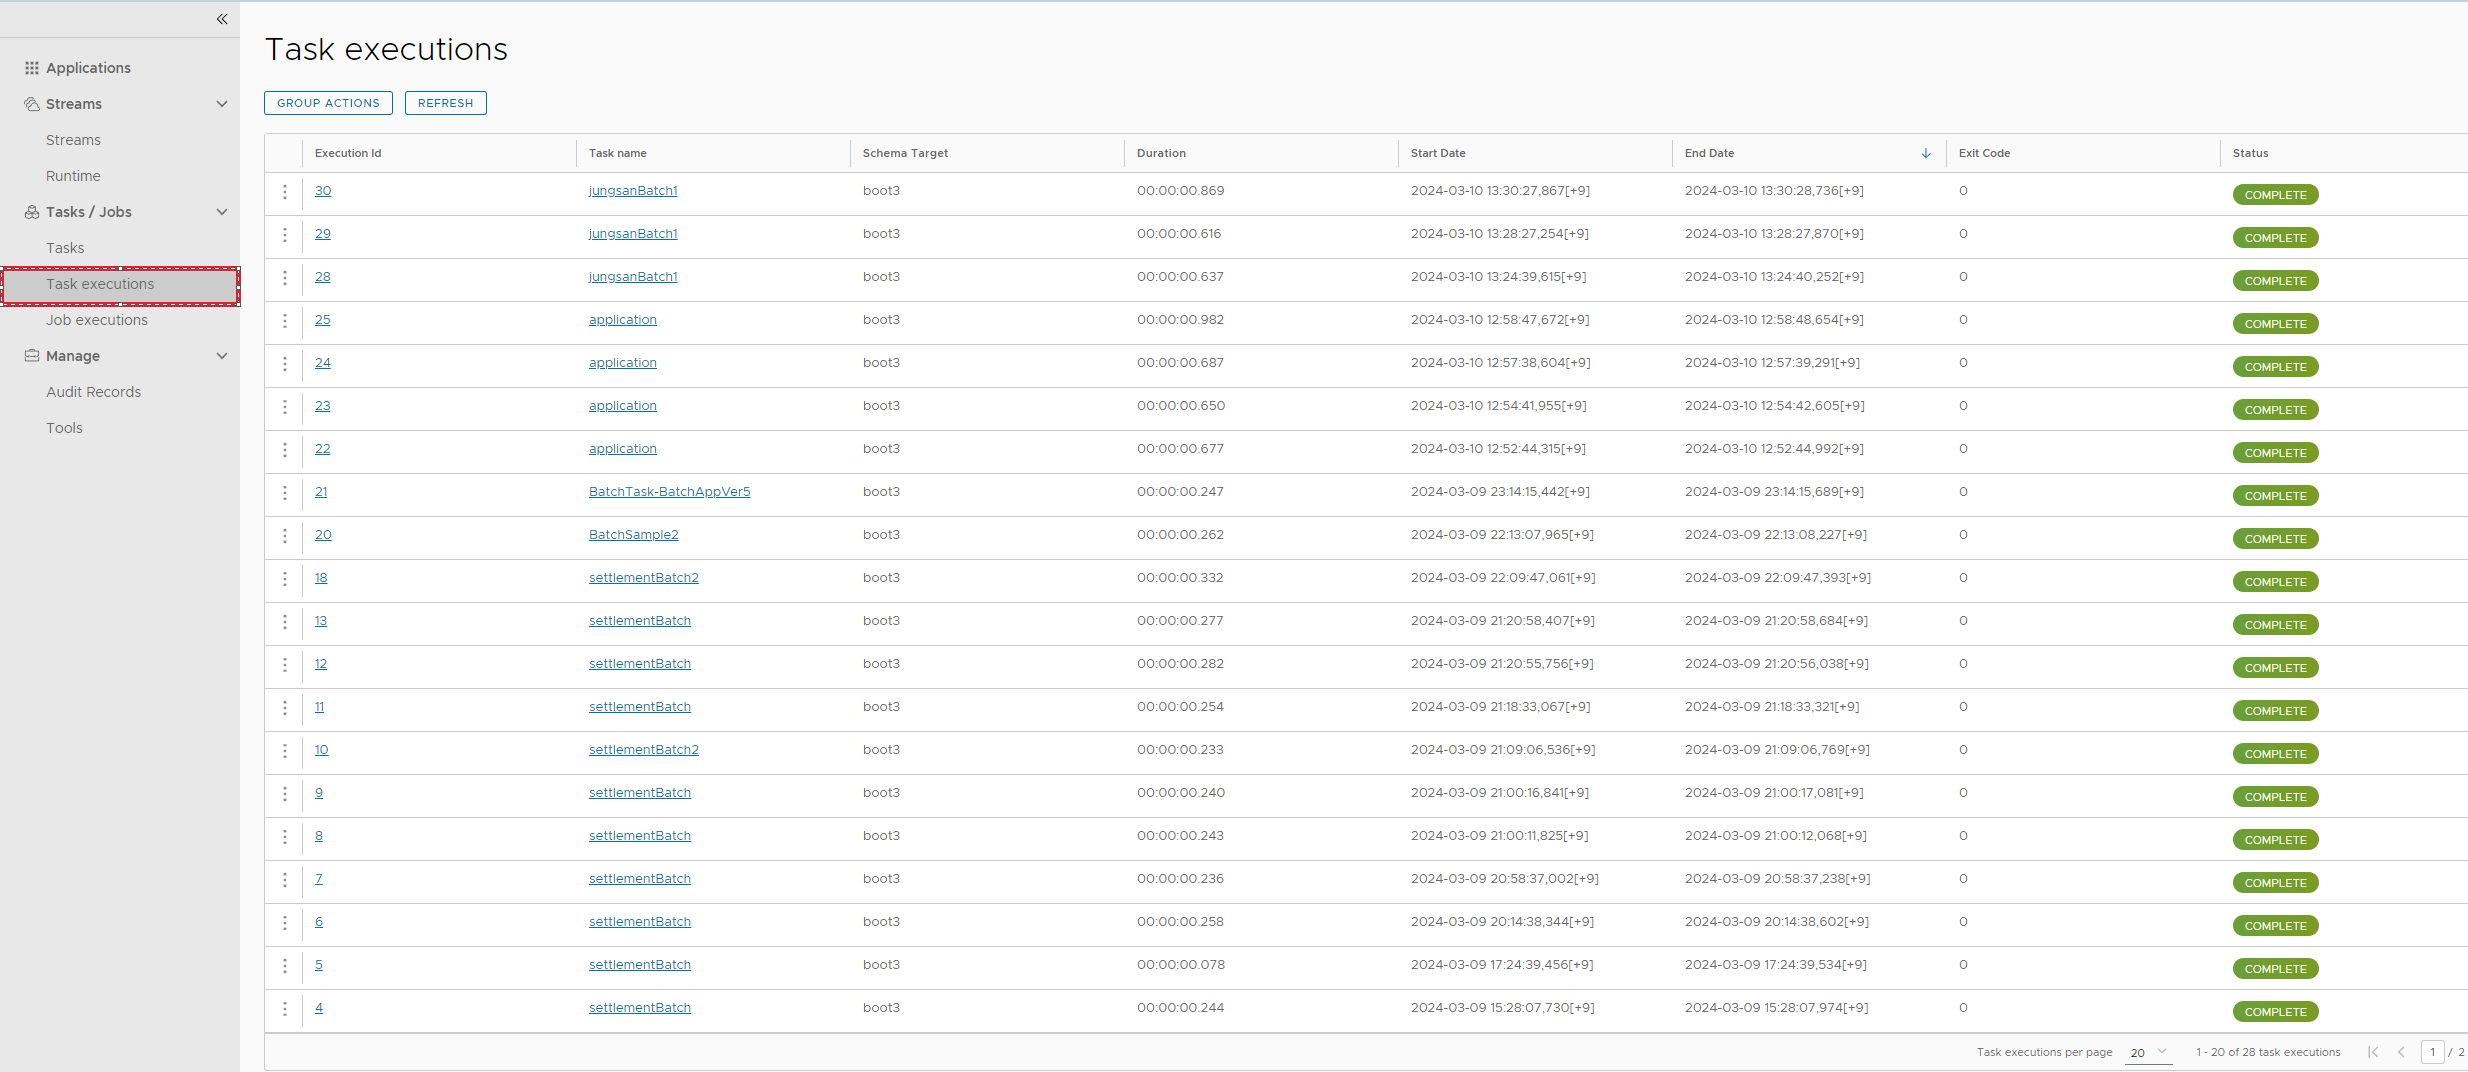 Applications
Streams
Streams
Runtime
Tasks / Jobs
Tasks
Task executions
Job executions
Manage
Audit Records
Tools
Task executions
GROUP ACTIONS REFRESH
Execution Id Task name Schema Target Duration Start Date End Date Exit Code Status
30 jungsanBatch1 boot3 00:00:00.869 2024-03-10 13:30:27,867[+9] 2024-03-10 13:30:28,736[+9] 0 COMPLETE
29 jungsanBatch1 boot3 00:00:00.616 2024-03-10 13:28:27,254[+9] 2024-03-10 13:28:27,870[+9] 0 COMPLETE
28 jungsanBatch1 boot3 00:00:00.637 2024-03-10 13:24:39,615[+9] 2024-03-10 13:24:40,252[+9] 0 COMPLETE
25 application boot3 00:00:00.982 2024-03-10 12:58:47,672[+9] 2024-03-10 12:58:48,654[+9] 0 COMPLETE
24 application boot3 00:00:00.687 2024-03-10 12:57:38,604[+9] 2024-03-10 12:57:39,291[+9] 0 COMPLETE
23 application boot3 00:00:00.650 2024-03-10 12:54:41,955[+9] 2024-03-10 12:54:42,605[+9] 0 COMPLETE
22 application boot3 00:00:00.677 2024-03-10 12:52:44,315[+9] 2024-03-10 12:52:44,992[+9] 0 COMPLETE
21 BatchTask-BatchAppVer5 boot3 00:00:00.247 2024-03-09 23:14:15,442[+9] 2024-03-09 23:14:15,689[+9] 0 COMPLETE
20 BatchSample2 boot3 00:00:00.262 2024-03-09 22:13:07,965[+9] 2024-03-09 22:13:08,227[+9] 0 COMPLETE
18 settlementBatch2 boot3 00:00:00.332 2024-03-09 22:09:47,061[+9] 2024-03-09 22:09:47,393[+9] 0 COMPLETE
13 settlementBatch boot3 00:00:00.277 2024-03-09 21:20:58,407[+9] 2024-03-09 21:20:58,684[+9] 0 COMPLETE
12 settlementBatch boot3 00:00:00.282 2024-03-09 21:20:55,756[+9] 2024-03-09 21:20:56,038[+9] 0 COMPLETE
11 settlementBatch boot3 00:00:00.254 2024-03-09 21:18:33,067[+9] 2024-03-09 21:18:33,321[+9] 0 COMPLETE
10 settlementBatch2 boot3 00:00:00.233 2024-03-09 21:09:06,536[+9] 2024-03-09 21:09:06,769[+9] 0 COMPLETE
9 settlementBatch boot3 00:00:00.240 2024-03-09 21:00:16,841[+9] 2024-03-09 21:00:17,081[+9] 0 COMPLETE
8 settlementBatch boot3 00:00:00.243 2024-03-09 21:00:11,825[+9] 2024-03-09 21:00:12,068[+9] 0 COMPLETE
7 settlementBatch boot3 00:00:00.236 2024-03-09 20:58:37,002[+9] 2024-03-09 20:58:37,238[+9] 0 COMPLETE
6 settlementBatch boot3 00:00:00.258 2024-03-09 20:14:38,344[+9] 2024-03-09 20:14:38,602[+9] 0 COMPLETE
5 settlementBatch boot3 00:00:00.078 2024-03-09 17:24:39,456[+9] 2024-03-09 17:24:39,534[+9] 0 COMPLETE
4 settlementBatch boot3 00:00:00.244 2024-03-09 15:28:07,730[+9] 2024-03-09 15:28:07,974[+9] 0 COMPLETE
Task executions per page 20 1 - 20 of 28 task executions 1 / 2